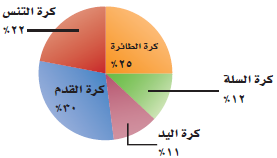 كرة التنس
٢٢٪
كرة الطائرة
٢٥٪
كرة السلة
١٢٪
كرة القدم
٣٠٪
كرة اليد
١١٪